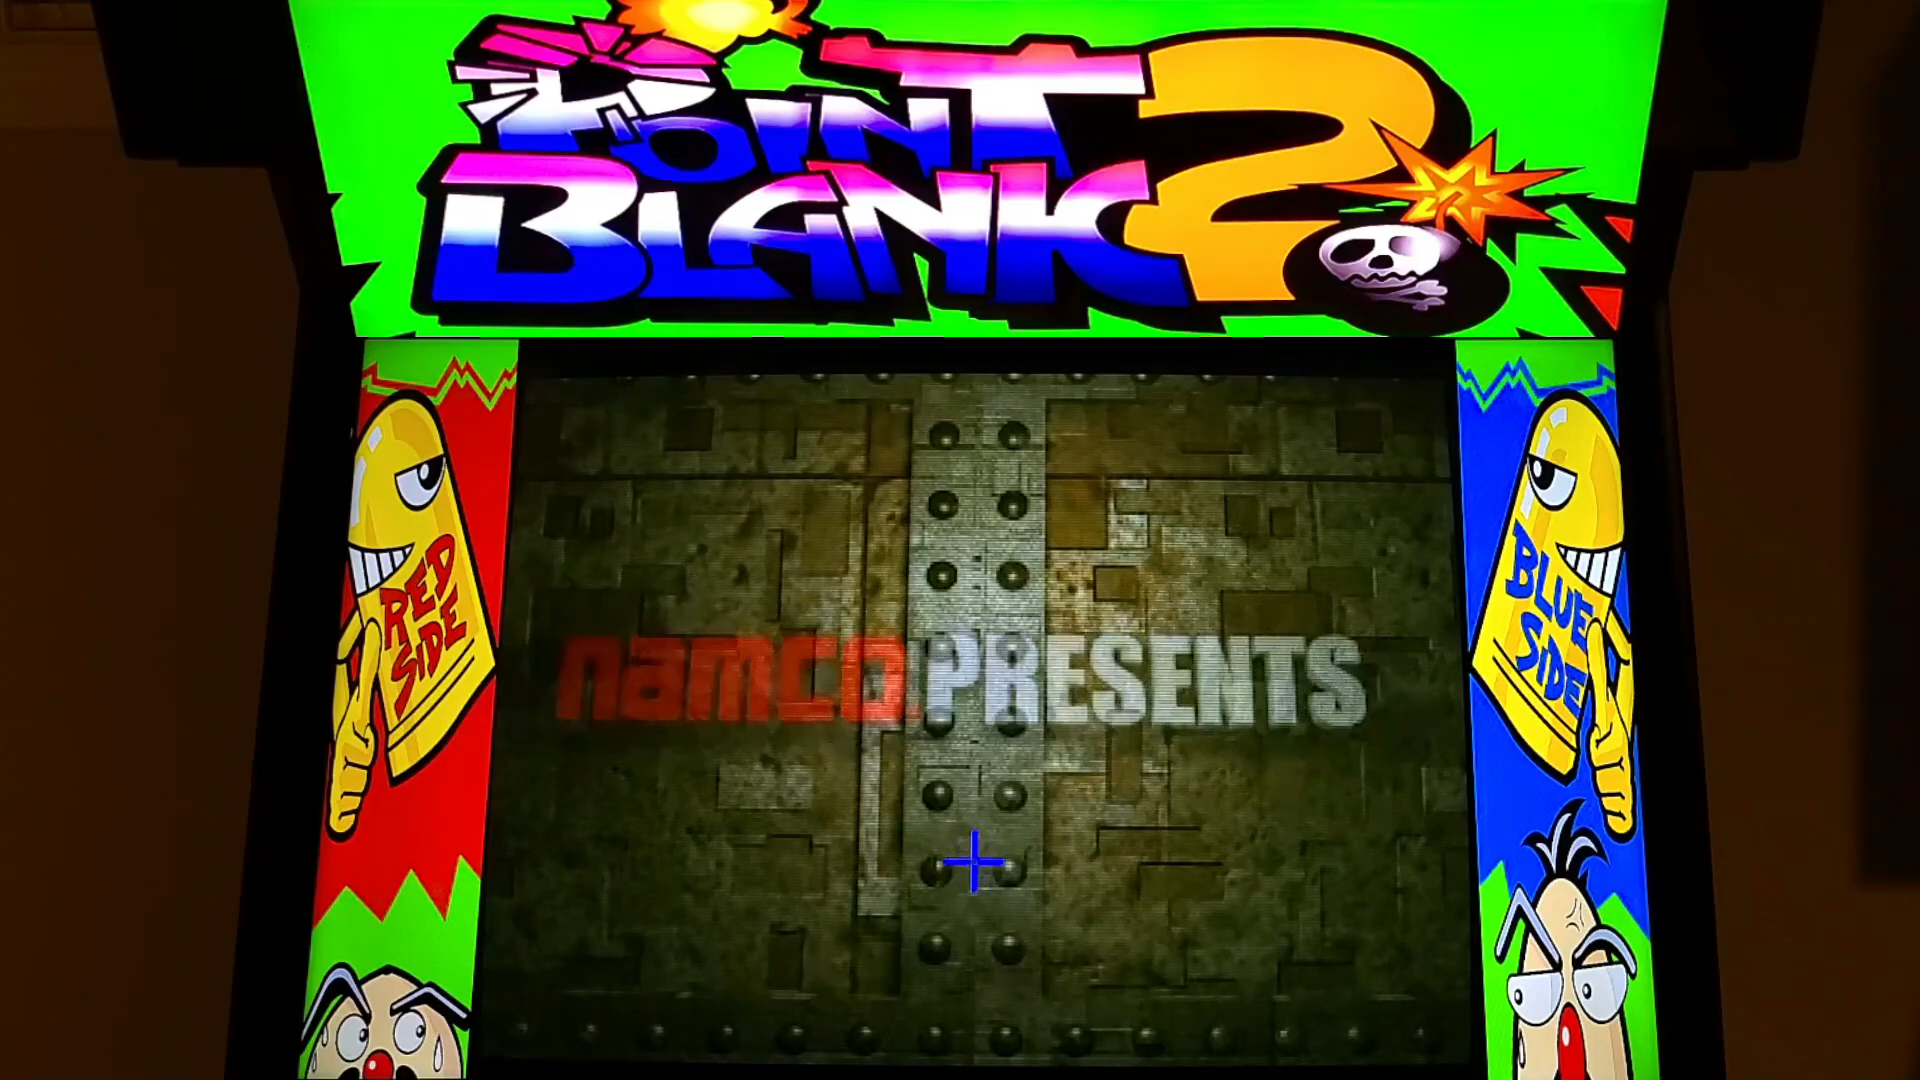 POINT
BLANK 2
RED
SIDE
BLUE
SIDE
namco PRESENTS